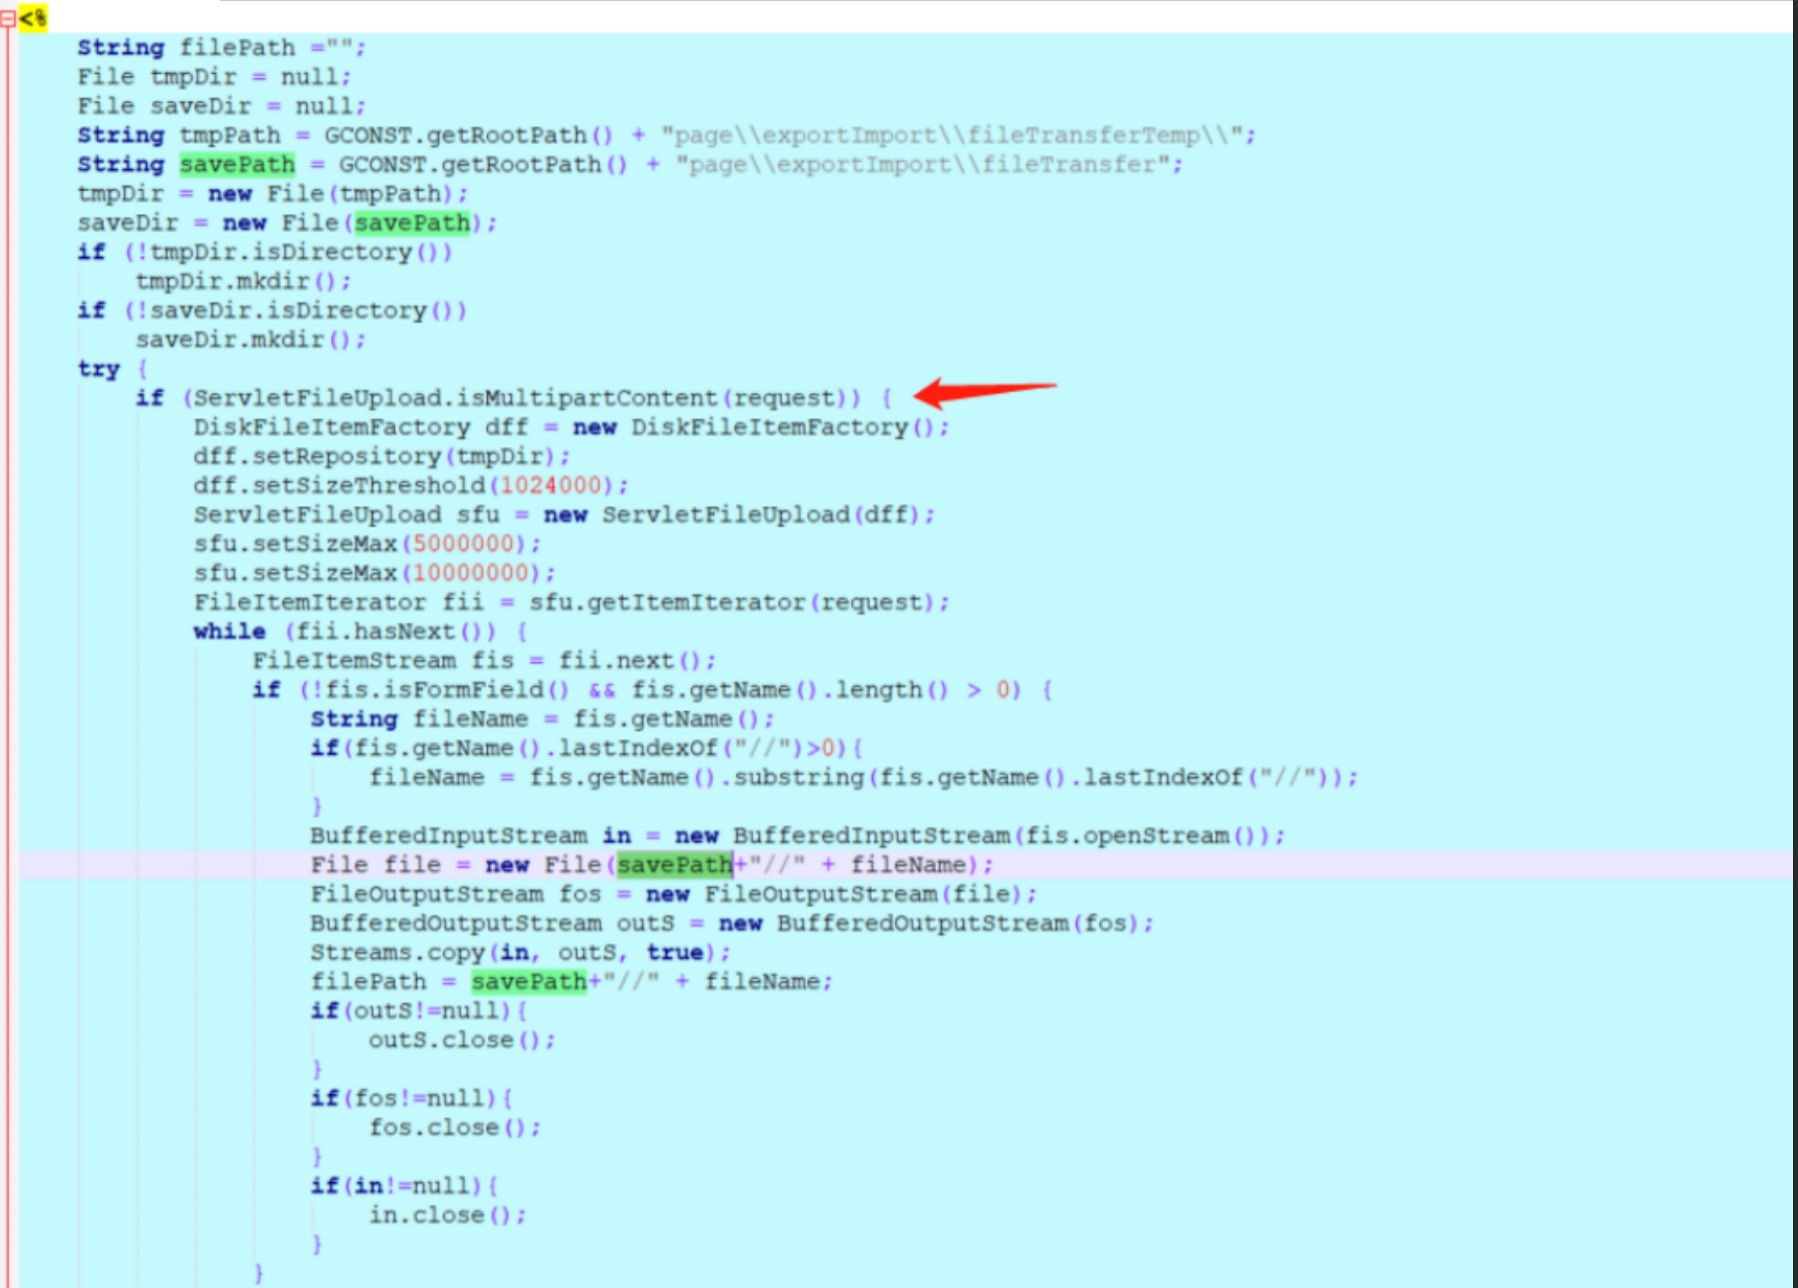 <%
String filePath ="";
File tmpDir = null;
File saveDir = null;
String tmpPath = GCONST.getRootPath() + "page\\exportImport\\fileTransferTemp\\";
String savePath = GCONST.getRootPath() + "page\\exportImport\\fileTransfer";
tmpDir = new File(tmpPath);
saveDir = new File(savePath);
if (!tmpDir.isDirectory())
tmpDir.mkdir();
if (!saveDir.isDirectory())
saveDir.mkdir();
try {
if (ServletFileUpload.isMultipartContent(request)) {
DiskFileItemFactory dff = new DiskFileItemFactory();
dff.setRepository(tmpDir);
dff.setSizeThreshold(1024000);
ServletFileUpload sfu = new ServletFileUpload(dff);
sfu.setSizeMax(5000000);
sfu.setSizeMax(10000000);
FileItemIterator fii = sfu.getItemIterator(request);
while (fii.hasNext()) {
FileItemStream fis = fii.next();
if (!fis.isFormField() && fis.getName().length() > 0) {
String fileName = fis.getName();
if(fis.getName().lastIndexOf("//")>0){
fileName = fis.getName().substring(fis.getName().lastIndexOf("//"));
}
BufferedInputStream in = new BufferedInputStream(fis.openStream());
File file = new File(savePath+"//" + fileName);
FileOutputStream fos = new FileOutputStream(file);
BufferedOutputStream outS = new BufferedOutputStream(fos);
Streams.copy(in, outS, true);
filePath = savePath+"//" + fileName;
if(outS!=null){
outS.close();
}
if(fos!=null){
fos.close();
}
if(in!=null){
in.close();
}
}